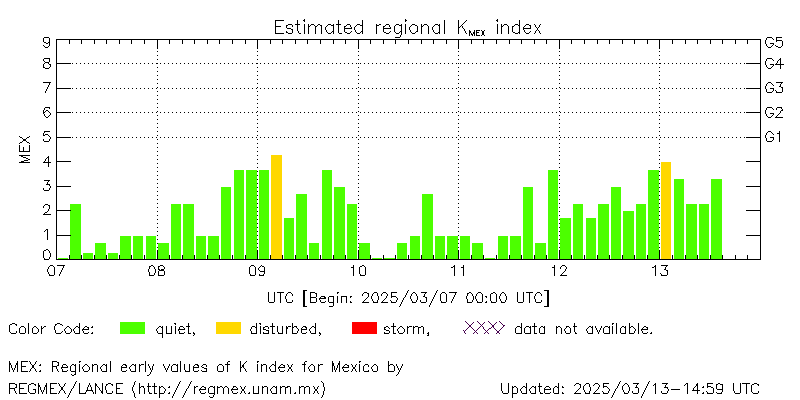 Estimated regional K_MEX index
9 G5
8 G4
7 G3
6 G2
5 G1
4
3
2
1
0
MEX
07 08 09 10 11 12 13
UTC [Begin: 2025/03/07 00:00 UTC]
Color Code: quiet, disturbed, storm, data not available.
MEX: Regional early values of K index for Mexico by
REGMEX/LANCE (http://regmex.unam.mx) Updated: 2025/03/13-14:59 UTC